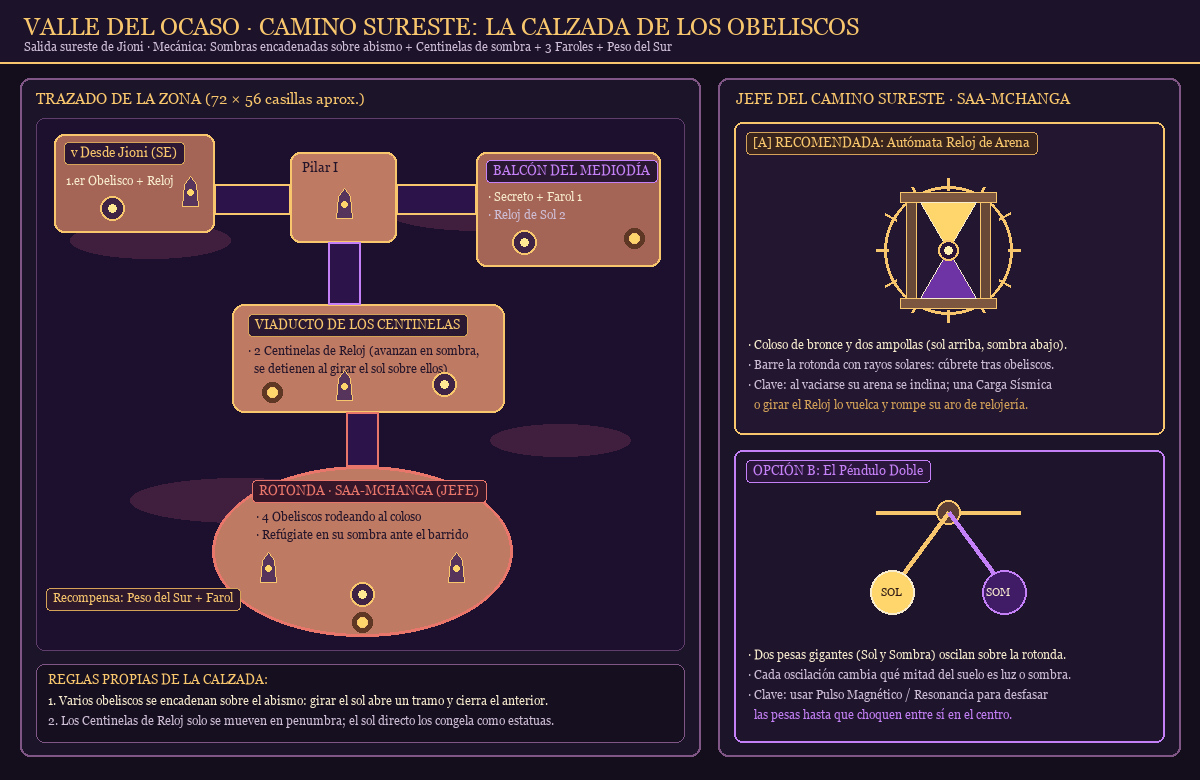 VALLE DEL OCASO · CAMINO SURESTE: LA CALZADA DE LOS OBELISCOS
Salida sureste de Jioni · Mecánica: Sombras encadenadas sobre abismo + Centinelas de sombra + 3 Faroles + Peso del Sur
TRAZADO DE LA ZONA (72 × 56 casillas aprox.)
v Desde Jioni (SE)
1.er Obelisco + Reloj
Pilar I
BALCÓN DEL MEDIODÍA
· Secreto + Farol 1
· Reloj de Sol 2
VIADUCTO DE LOS CENTINELAS
· 2 Centinelas de Reloj (avanzan en sombra,
se detienen al girar el sol sobre ellos)
ROTONDA · SAA-MCHANGA (JEFE)
· 4 Obeliscos rodeando al coloso
· Refúgiate en su sombra ante el barrido
Recompensa: Peso del Sur + Farol
REGLAS PROPIAS DE LA CALZADA:
1. Varios obeliscos se encadenan sobre el abismo: girar el sol abre un tramo y cierra el anterior.
2. Los Centinelas de Reloj solo se mueven en penumbra; el sol directo los congela como estatuas.
JEFE DEL CAMINO SURESTE · SAA-MCHANGA
[A] RECOMENDADA: Autómata Reloj de Arena
· Coloso de bronce y dos ampollas (sol arriba, sombra abajo).
· Barre la rotonda con rayos solares: cúbrete tras obeliscos.
· Clave: al vaciarse su arena se inclina; una Carga Sísmica
o girar el Reloj lo vuelca y rompe su aro de relojería.
OPCIÓN B: El Péndulo Doble
SOL
SOM
· Dos pesas gigantes (Sol y Sombra) oscilan sobre la rotonda.
· Cada oscilación cambia qué mitad del suelo es luz o sombra.
· Clave: usar Pulso Magnético / Resonancia para desfasar
las pesas hasta que choquen entre sí en el centro.